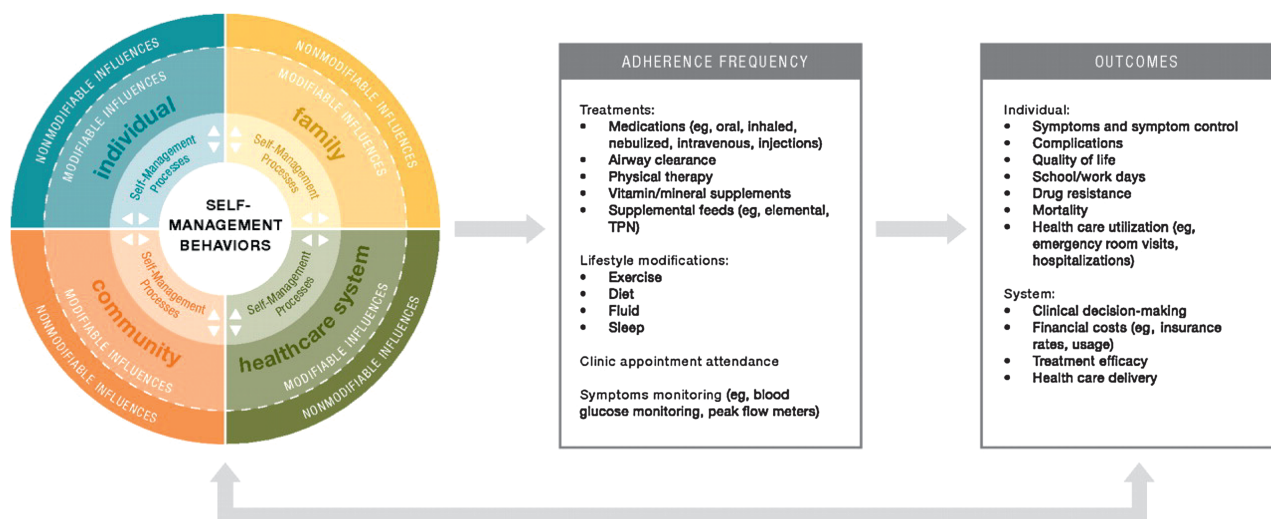 NONMODIFIABLE INFLUENCES
MODIFIABLE INFLUENCES
individual
Self-Management
Processes
NONMODIFIABLE INFLUENCES
MODIFIABLE INFLUENCES
family
Self-Management
Processes
SELF-
MANAGEMENT
BEHAVIORS
Self-Management
Processes
community
MODIFIABLE INFLUENCES
NONMODIFIABLE INFLUENCES
Self-Management
Processes
healthcare system
MODIFIABLE INFLUENCES
NONMODIFIABLE INFLUENCES
ADHERENCE FREQUENCY
Treatments:
• Medications (eg, oral, inhaled,
nebulized, intravenous, injections)
• Airway clearance
• Physical therapy
• Vitamin/mineral supplements
• Supplemental feeds (eg, elemental,
TPN)
Lifestyle modifications:
• Exercise
• Diet
• Fluid
• Sleep
Clinic appointment attendance
Symptoms monitoring (eg, blood
glucose monitoring, peak flow meters)
OUTCOMES
Individual:
• Symptoms and symptom control
• Complications
• Quality of life
• School/work days
• Drug resistance
• Mortality
• Health care utilization (eg,
emergency room visits,
hospitalizations)
System:
• Clinical decision-making
• Financial costs (eg, insurance
rates, usage)
• Treatment efficacy
• Health care delivery